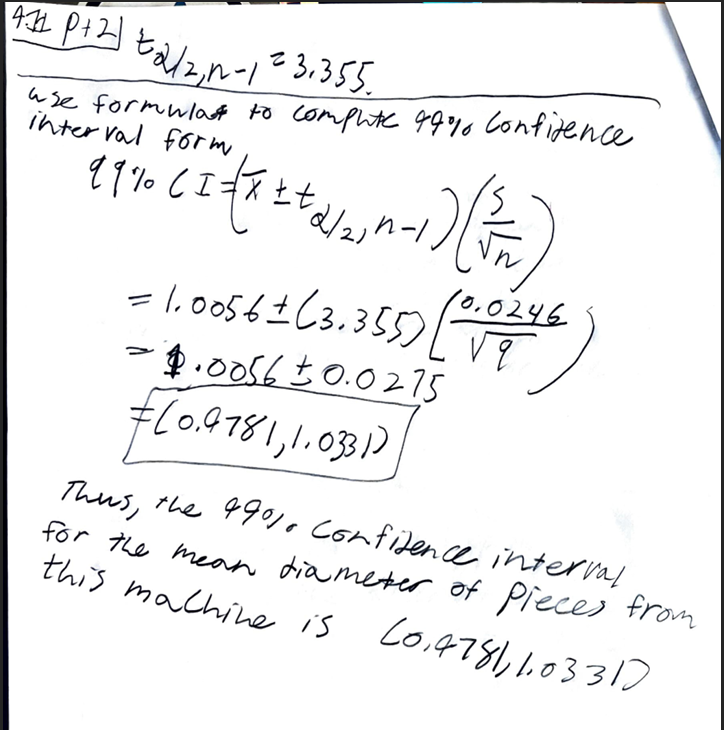 4.11 Pt 2
t α/2, n-1 = 3.355.
use formulas to compute 99% confidence
interval form
99% CI = (x̄ ± t α/2, n-1) (s/√n)
= 1.0056 ± (3.355) (0.0246/√9)
= 1.0056 ± 0.0275
= (0.9781, 1.0331)
Thus, the 99% confidence interval
for the mean diameter of pieces from
this machine is (0.9781, 1.0331)